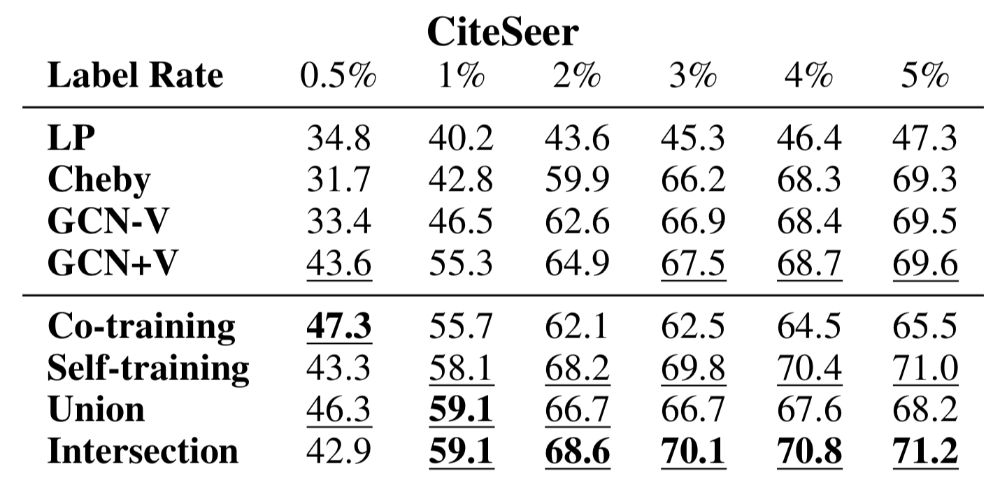 CiteSeer
Label Rate 0.5% 1% 2% 3% 4% 5%
LP 34.8 40.2 43.6 45.3 46.4 47.3
Cheby 31.7 42.8 59.9 66.2 68.3 69.3
GCN-V 33.4 46.5 62.6 66.9 68.4 69.5
GCN+V 43.6 55.3 64.9 67.5 68.7 69.6
Co-training 47.3 55.7 62.1 62.5 64.5 65.5
Self-training 43.3 58.1 68.2 69.8 70.4 71.0
Union 46.3 59.1 66.7 66.7 67.6 68.2
Intersection 42.9 59.1 68.6 70.1 70.8 71.2